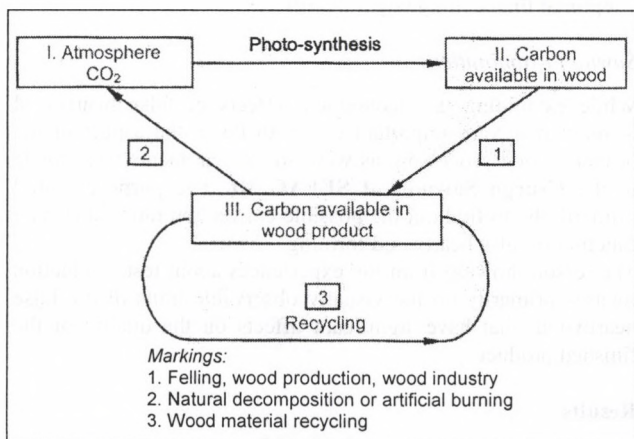 I. Atmosphere
CO₂
Photo-synthesis
II. Carbon
available in wood
2
1
III. Carbon available in
wood product
3
Recycling
Markings:
1. Felling, wood production, wood industry
2. Natural decomposition or artificial burning
3. Wood material recycling
Results